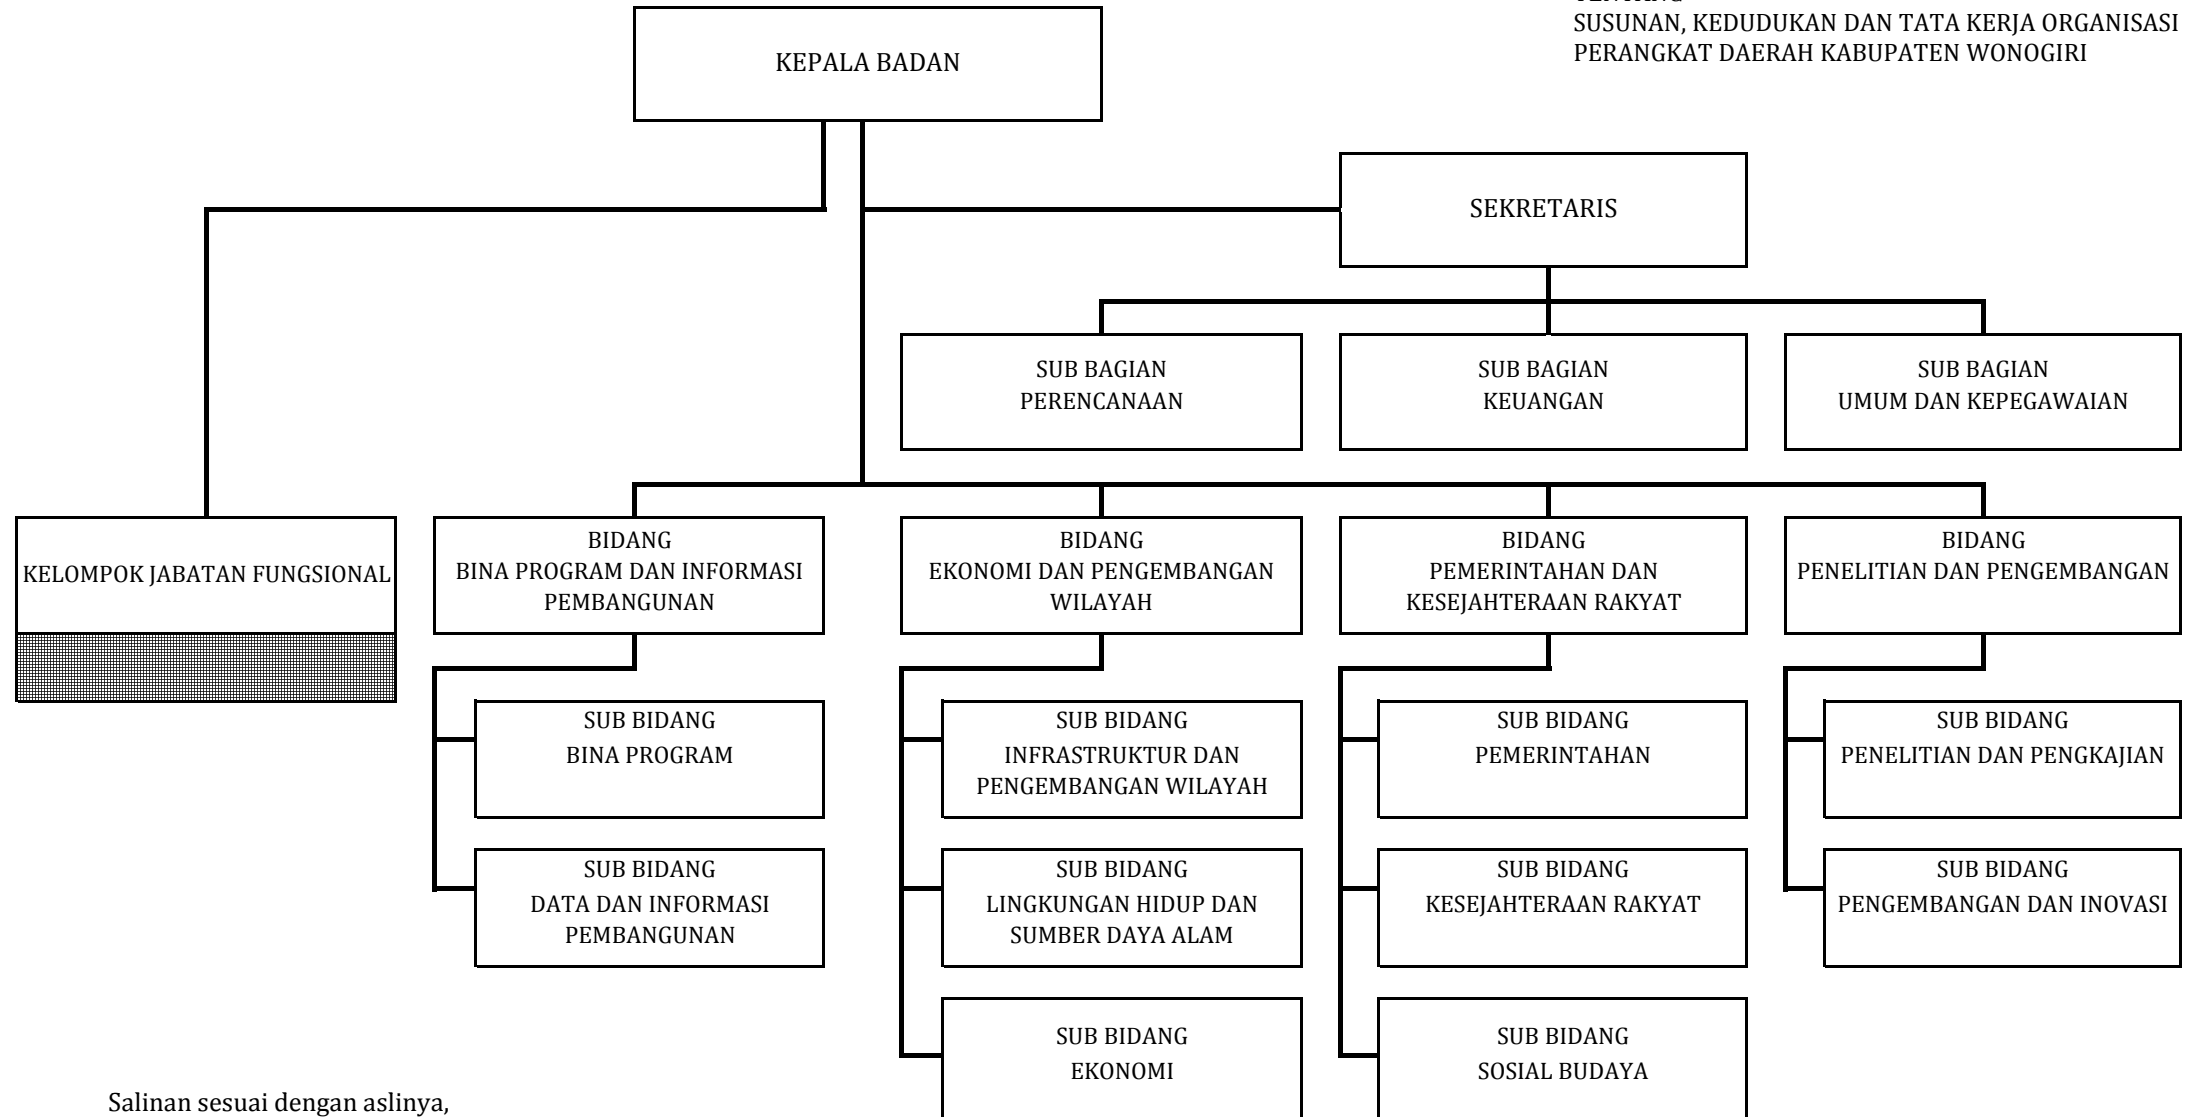 TENTANG
SUSUNAN, KEDUDUKAN DAN TATA KERJA ORGANISASI
PERANGKAT DAERAH KABUPATEN WONOGIRI
KEPALA BADAN
SEKRETARIS
SUB BAGIAN
PERENCANAAN
SUB BAGIAN
KEUANGAN
SUB BAGIAN
UMUM DAN KEPEGAWAIAN
KELOMPOK JABATAN FUNGSIONAL
BIDANG
BINA PROGRAM DAN INFORMASI
PEMBANGUNAN
BIDANG
EKONOMI DAN PENGEMBANGAN
WILAYAH
BIDANG
PEMERINTAHAN DAN
KESEJAHTERAAN RAKYAT
BIDANG
PENELITIAN DAN PENGEMBANGAN
SUB BIDANG
BINA PROGRAM
SUB BIDANG
INFRASTRUKTUR DAN
PENGEMBANGAN WILAYAH
SUB BIDANG
PEMERINTAHAN
SUB BIDANG
PENELITIAN DAN PENGKAJIAN
SUB BIDANG
DATA DAN INFORMASI
PEMBANGUNAN
SUB BIDANG
LINGKUNGAN HIDUP DAN
SUMBER DAYA ALAM
SUB BIDANG
KESEJAHTERAAN RAKYAT
SUB BIDANG
PENGEMBANGAN DAN INOVASI
SUB BIDANG
EKONOMI
SUB BIDANG
SOSIAL BUDAYA
Salinan sesuai dengan aslinya,